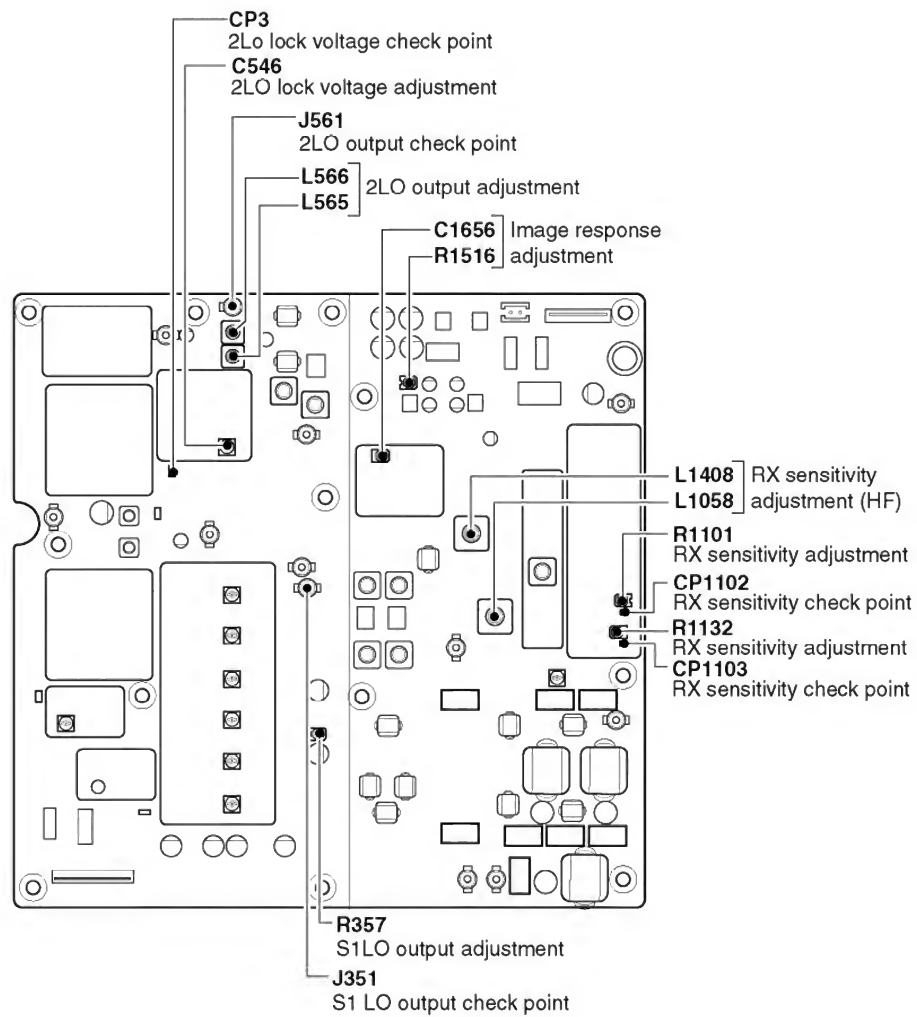 CP3
2Lo lock voltage check point
C546
2LO lock voltage adjustment
J561
2LO output check point
L566
L565
2LO output adjustment
C1656
R1516
Image response
adjustment
L1408
L1058
RX sensitivity
adjustment (HF)
R1101
RX sensitivity adjustment
CP1102
RX sensitivity check point
R1132
RX sensitivity adjustment
CP1103
RX sensitivity check point
R357
S1LO output adjustment
J351
S1 LO output check point